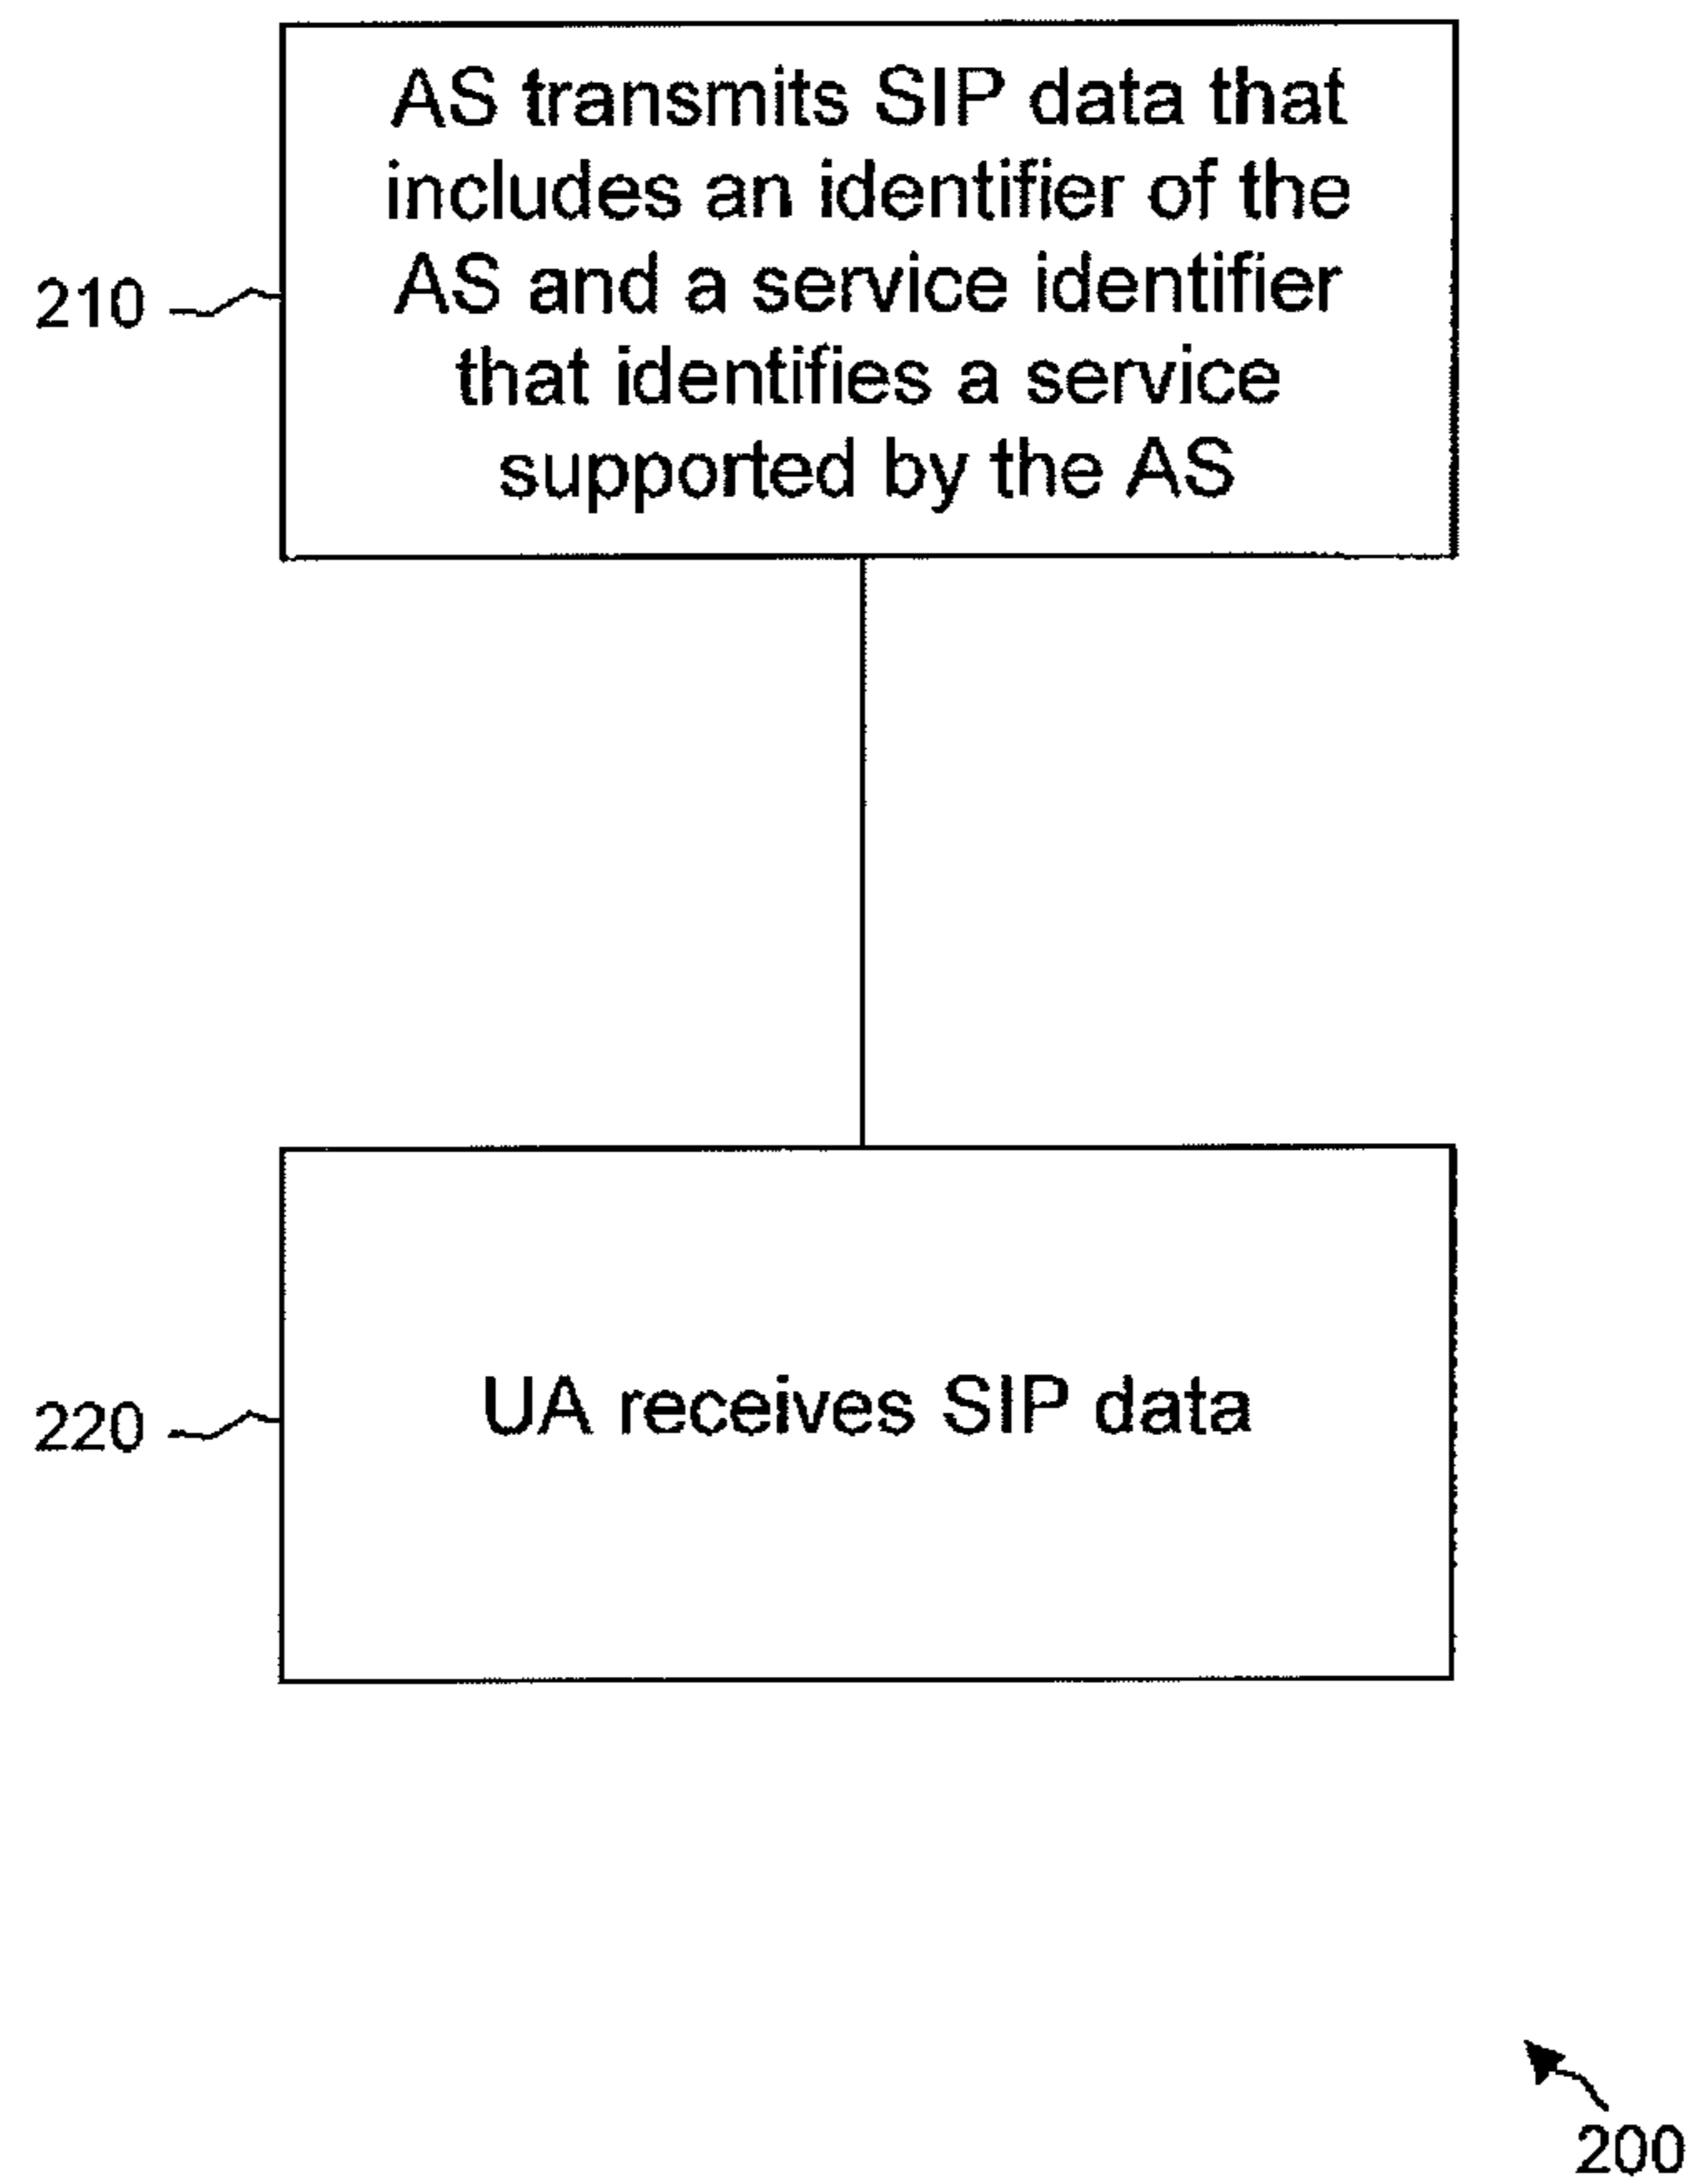 AS transmits SIP data that
includes an identifier of the
AS and a service identifier
that identifies a service
supported by the AS
210
UA receives SIP data
220
200